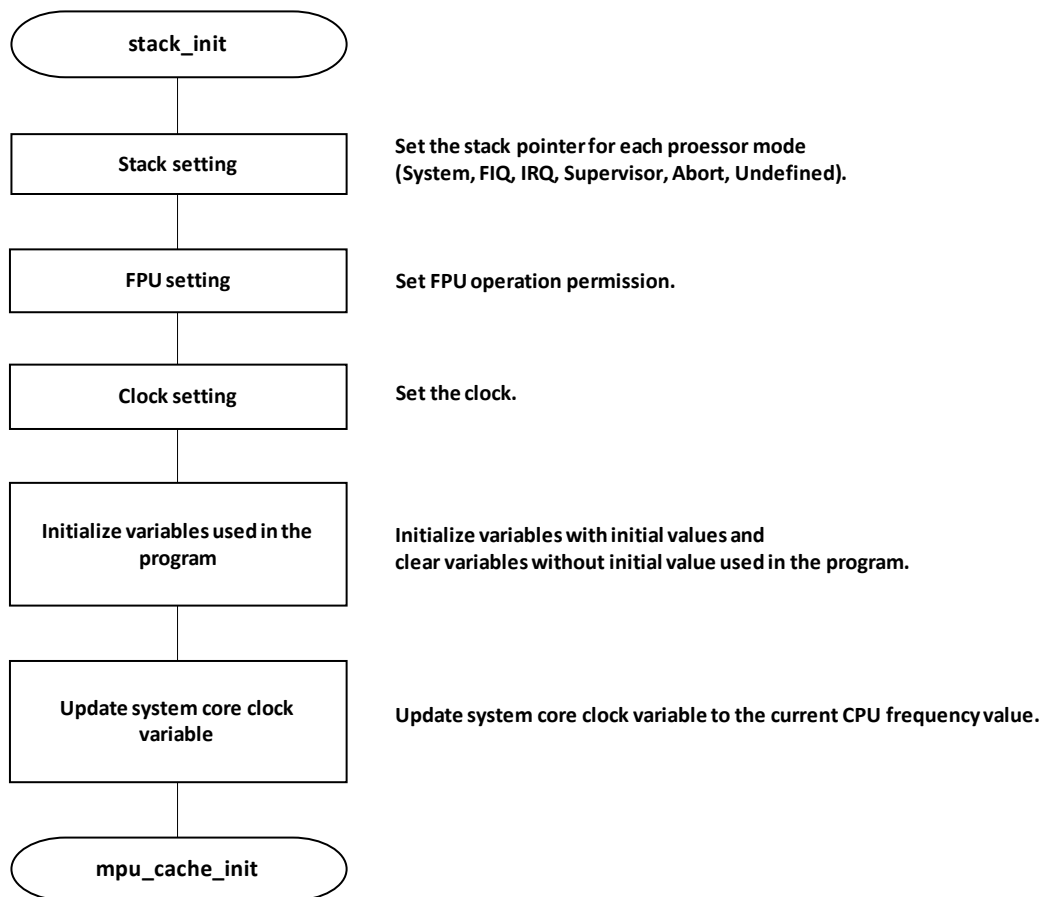 stack_init
Stack setting
Set the stack pointer for each proessor mode
(System, FIQ, IRQ, Supervisor, Abort, Undefined).
FPU setting
Set FPU operation permission.
Clock setting
Set the clock.
Initialize variables used in the
program
Initialize variables with initial values and
clear variables without initial value used in the program.
Update system core clock
variable
Update system core clock variable to the current CPU frequency value.
mpu_cache_init